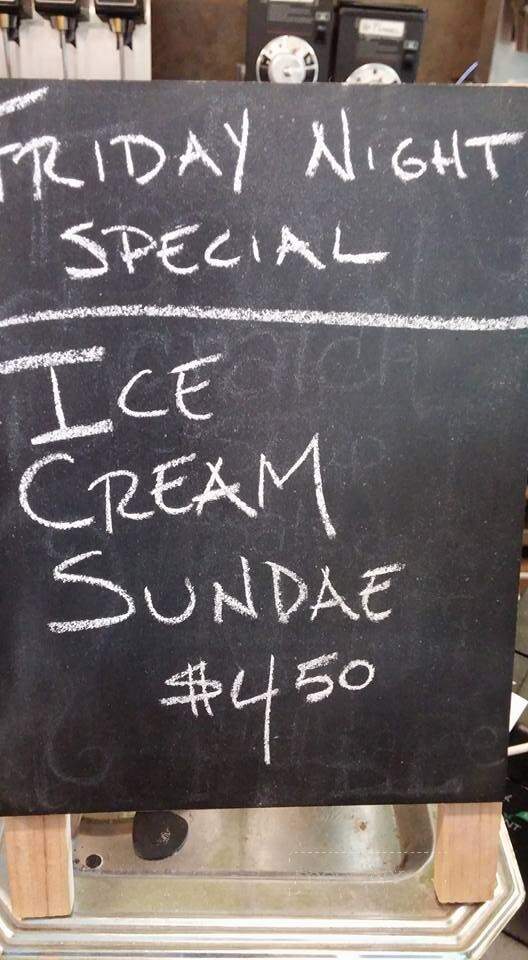 FRIDAY NIGHT
SPECIAL
ICE
CREAM
SUNDAE
$450